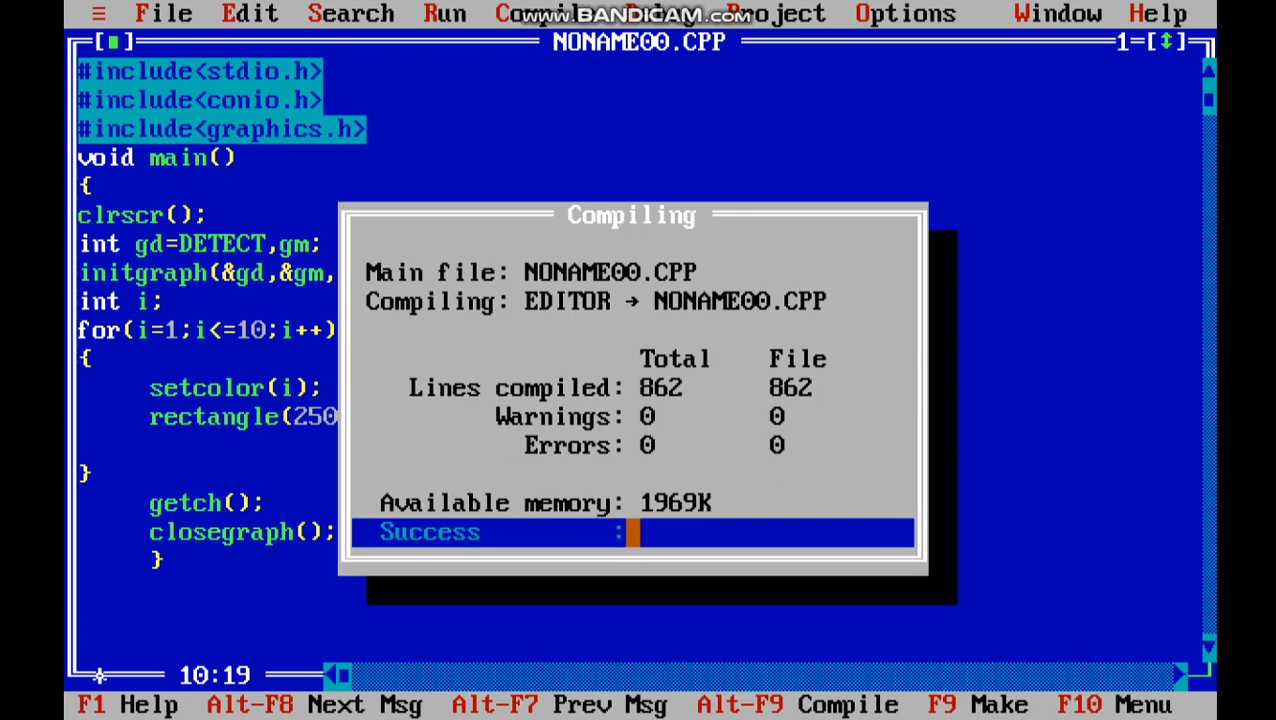 ≡ File Edit Search Run Compile Debug Project Options Window Help
www.BANDICAM.com
[■] NONAME00.CPP 1=[↕]
#include<stdio.h>
#include<conio.h>
#include<graphics.h>
void main()
{
clrscr();
int gd=DETECT,gm;
initgraph(&gd,&gm,
int i;
for(i=1;i<=10;i++)
{
setcolor(i);
rectangle(250
}
getch();
closegraph();
}
Compiling
Main file: NONAME00.CPP
Compiling: EDITOR → NONAME00.CPP
Total File
Lines compiled: 862 862
Warnings: 0 0
Errors: 0 0
Available memory: 1969K
Success :
10:19
F1 Help Alt-F8 Next Msg Alt-F7 Prev Msg Alt-F9 Compile F9 Make F10 Menu